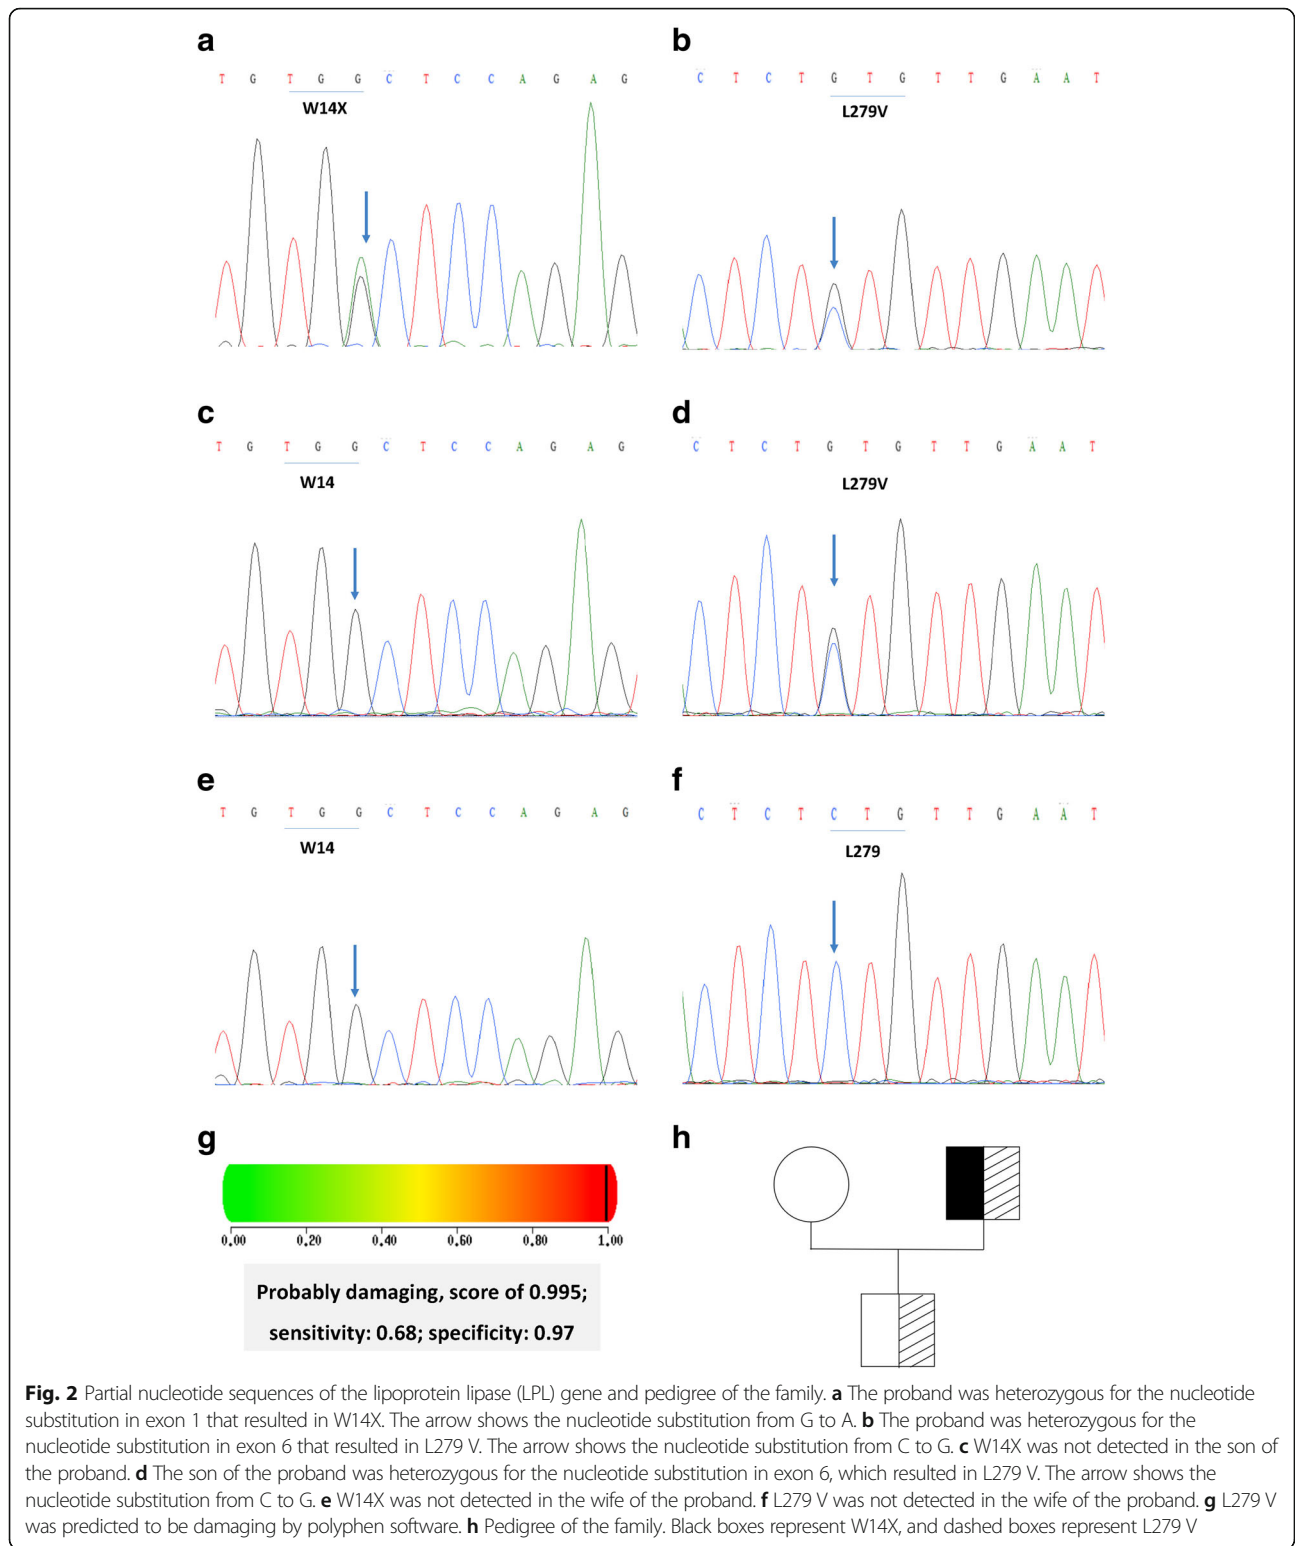 a
T G T G G C T C C A G A G
W14X
b
C T C T G T G T T G A A T
L279V
c
T G T G G C T C C A G A G
W14
d
C T C T G T G T T G A A T
L279V
e
T G T G G C T C C A G A G
W14
f
C T C T C T G T T G A A T
L279
g
0.00 0.20 0.40 0.60 0.80 1.00
Probably damaging, score of 0.995;
sensitivity: 0.68; specificity: 0.97
h
Fig. 2 Partial nucleotide sequences of the lipoprotein lipase (LPL) gene and pedigree of the family. a The proband was heterozygous for the nucleotide
substitution in exon 1 that resulted in W14X. The arrow shows the nucleotide substitution from G to A. b The proband was heterozygous for the
nucleotide substitution in exon 6 that resulted in L279 V. The arrow shows the nucleotide substitution from C to G. c W14X was not detected in the son of
the proband. d The son of the proband was heterozygous for the nucleotide substitution in exon 6, which resulted in L279 V. The arrow shows the
nucleotide substitution from C to G. e W14X was not detected in the wife of the proband. f L279 V was not detected in the wife of the proband. g L279 V
was predicted to be damaging by polyphen software. h Pedigree of the family. Black boxes represent W14X, and dashed boxes represent L279 V